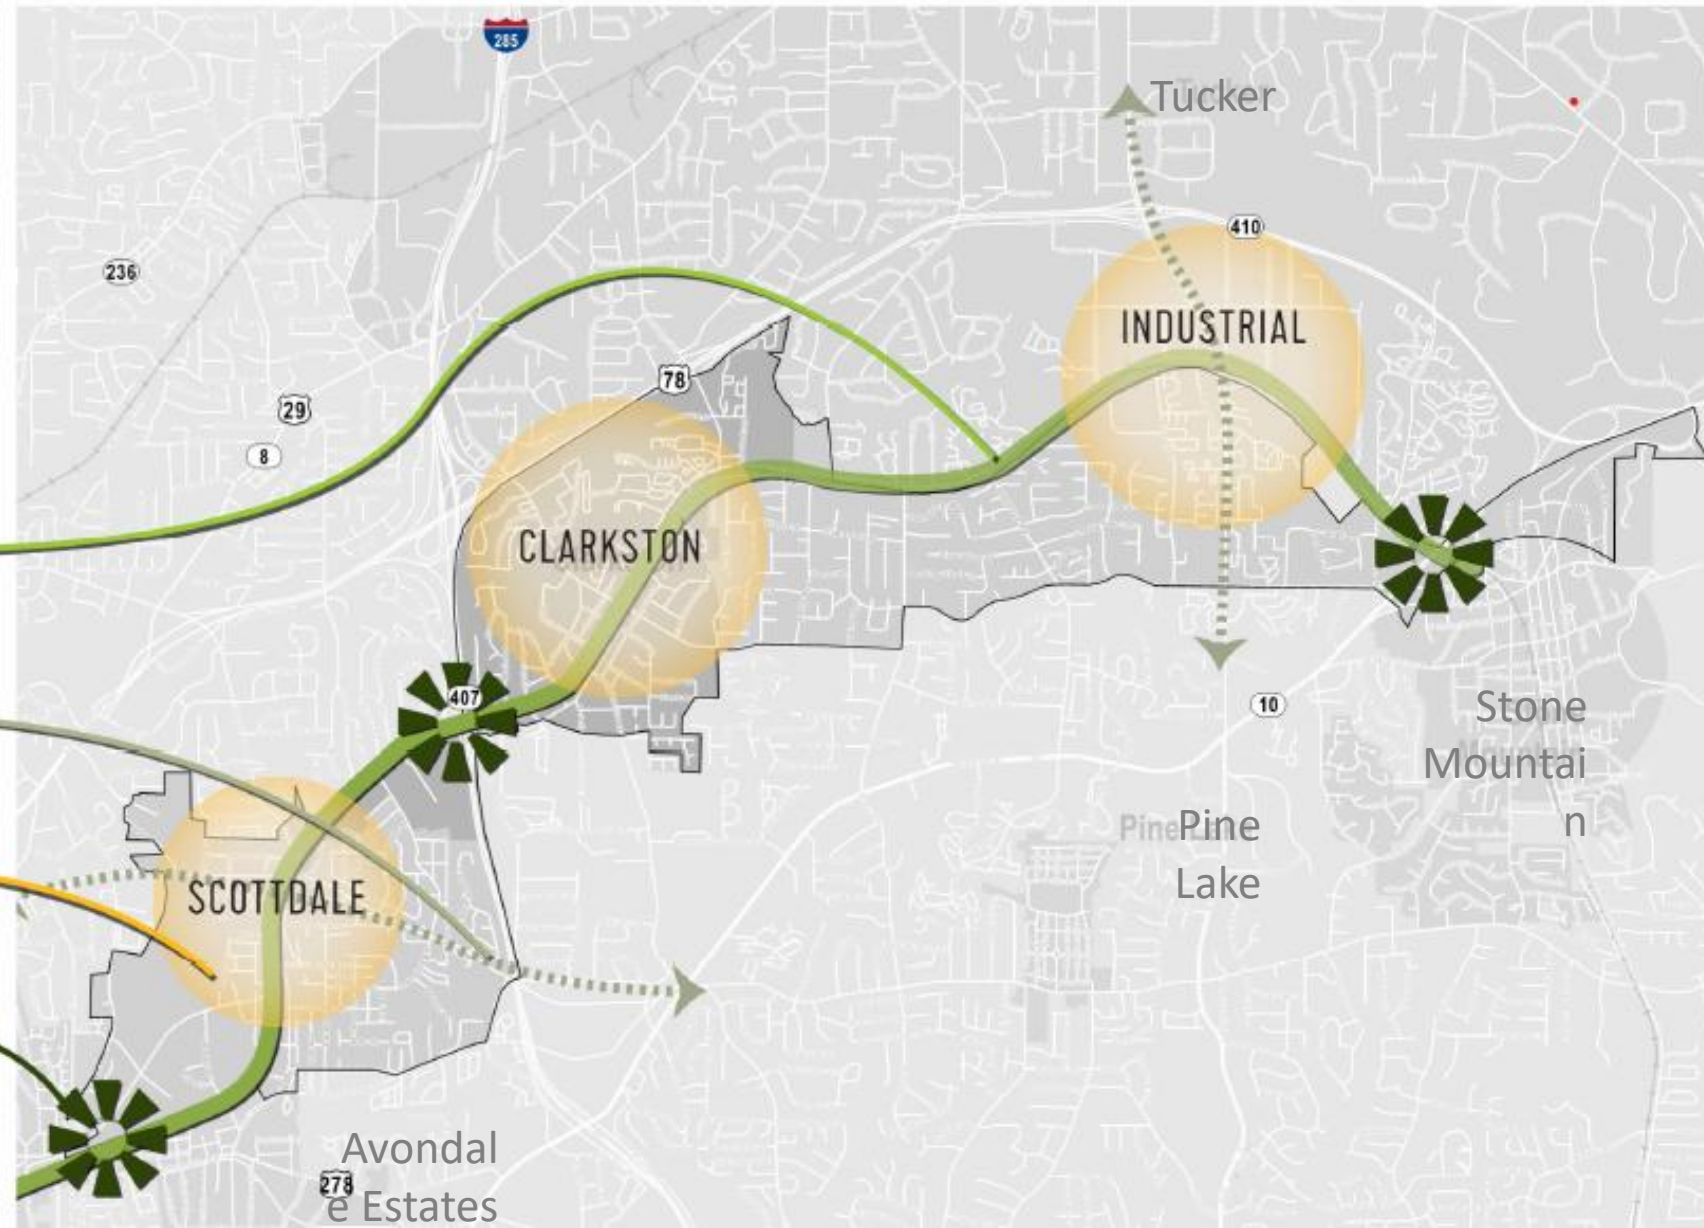 285
Tucker
410
236
INDUSTRIAL
78
29
8
CLARKSTON
407
10
Stone
Mountai
n
Pine
Lake
SCOTTDALE
Avondal
e Estates
278